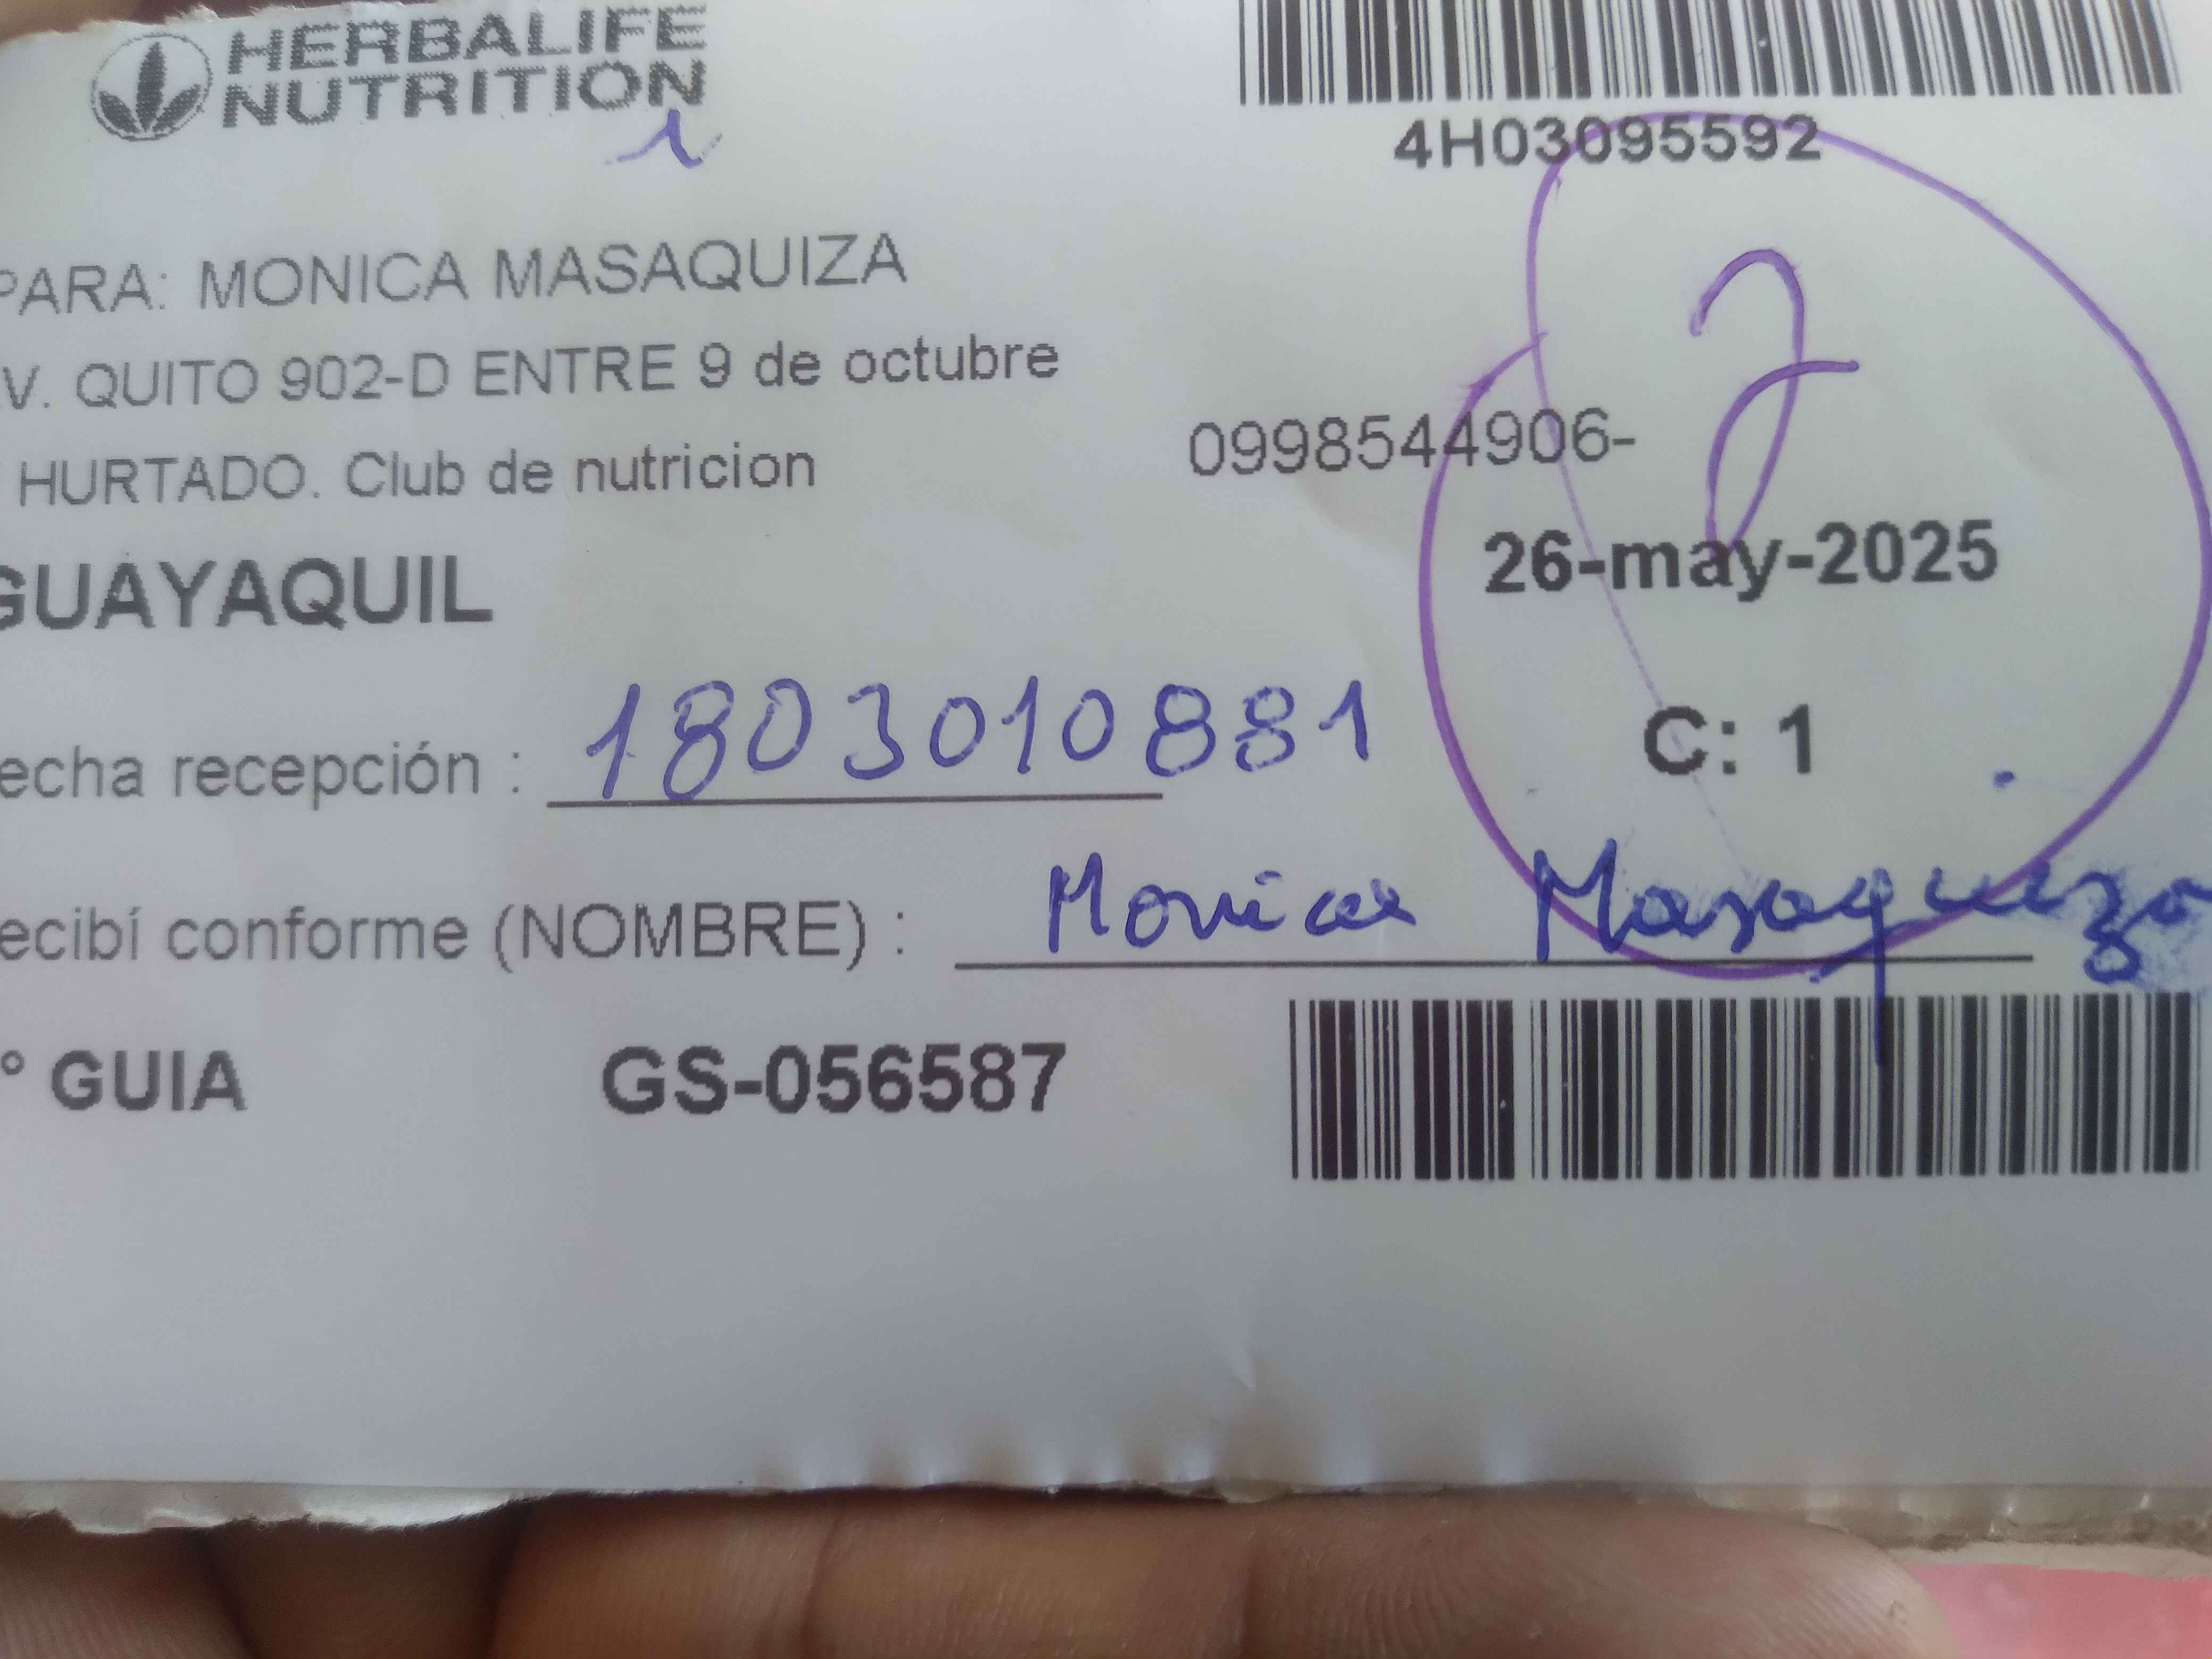 HERBALIFE
NUTRITION
4H03095592
PARA: MONICA MASAQUIZA
V. QUITO 902-D ENTRE 9 de octubre
HURTADO. Club de nutricion
0998544906-
GUAYAQUIL
26-may-2025
C: 1
echa recepción : 1803010881
ecibí conforme (NOMBRE) : Monica Masaquiza
° GUIA GS-056587